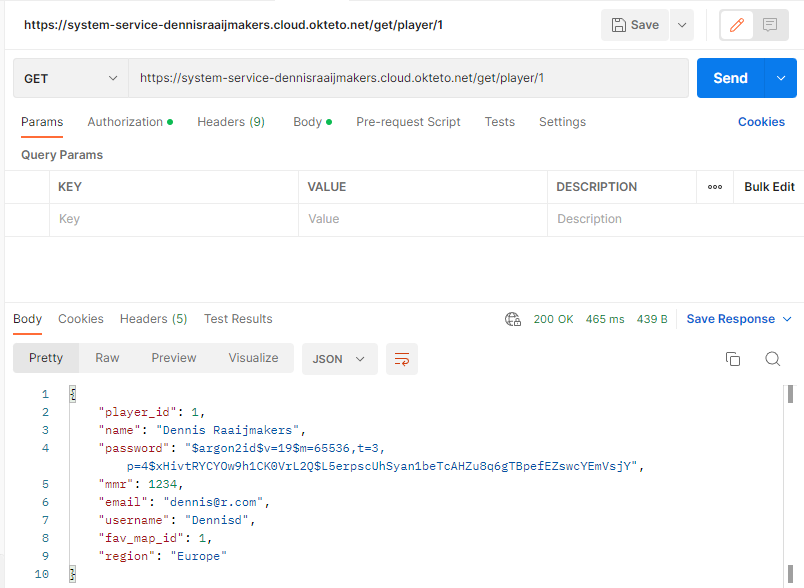 https://system-service-dennisraaijmakers.cloud.okteto.net/get/player/1
Save
GET
https://system-service-dennisraaijmakers.cloud.okteto.net/get/player/1
Send
Params Authorization Headers (9) Body Pre-request Script Tests Settings Cookies
Query Params
KEY VALUE DESCRIPTION ooo Bulk Edit
Key Value Description
Body Cookies Headers (5) Test Results 200 OK 465 ms 439 B Save Response
Pretty Raw Preview Visualize JSON
1 {
2 "player_id": 1,
3 "name": "Dennis Raaijmakers",
4 "password": "$argon2id$v=19$m=65536,t=3,
p=4$xHivtRYCYOw9h1CK0VrL2Q$L5erpscUhSyan1beTcAHZu8q6gTBpefEZswcYEmVsjY",
5 "mmr": 1234,
6 "email": "dennis@r.com",
7 "username": "Dennisd",
8 "fav_map_id": 1,
9 "region": "Europe"
10 }